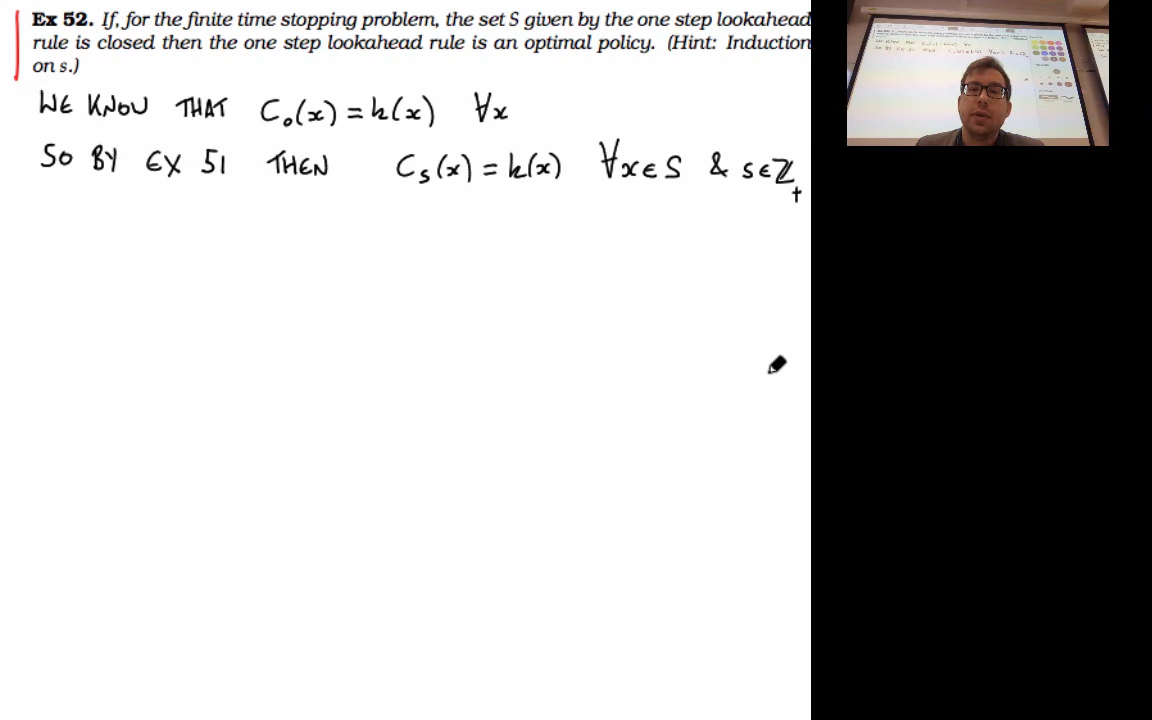 Ex 52. If, for the finite time stopping problem, the set S given by the one step lookahead
rule is closed then the one step lookahead rule is an optimal policy. (Hint: Induction
on s.)
WE KNOW THAT C₀(x) = k(x) ∀x
SO BY EX 51 THEN Cₛ(x) = k(x) ∀x∈S & s∈ℤ₊